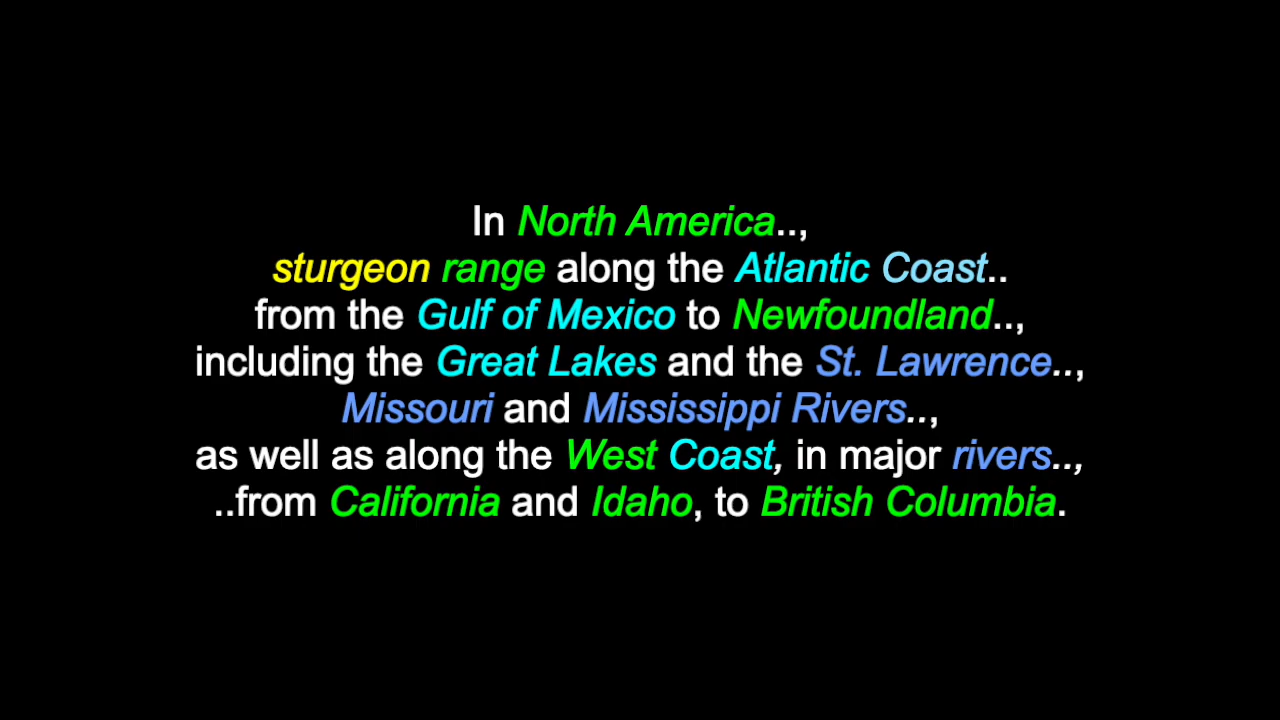 In North America..,
sturgeon range along the Atlantic Coast..
from the Gulf of Mexico to Newfoundland..,
including the Great Lakes and the St. Lawrence..,
Missouri and Mississippi Rivers..,
as well as along the West Coast, in major rivers..,
..from California and Idaho, to British Columbia.